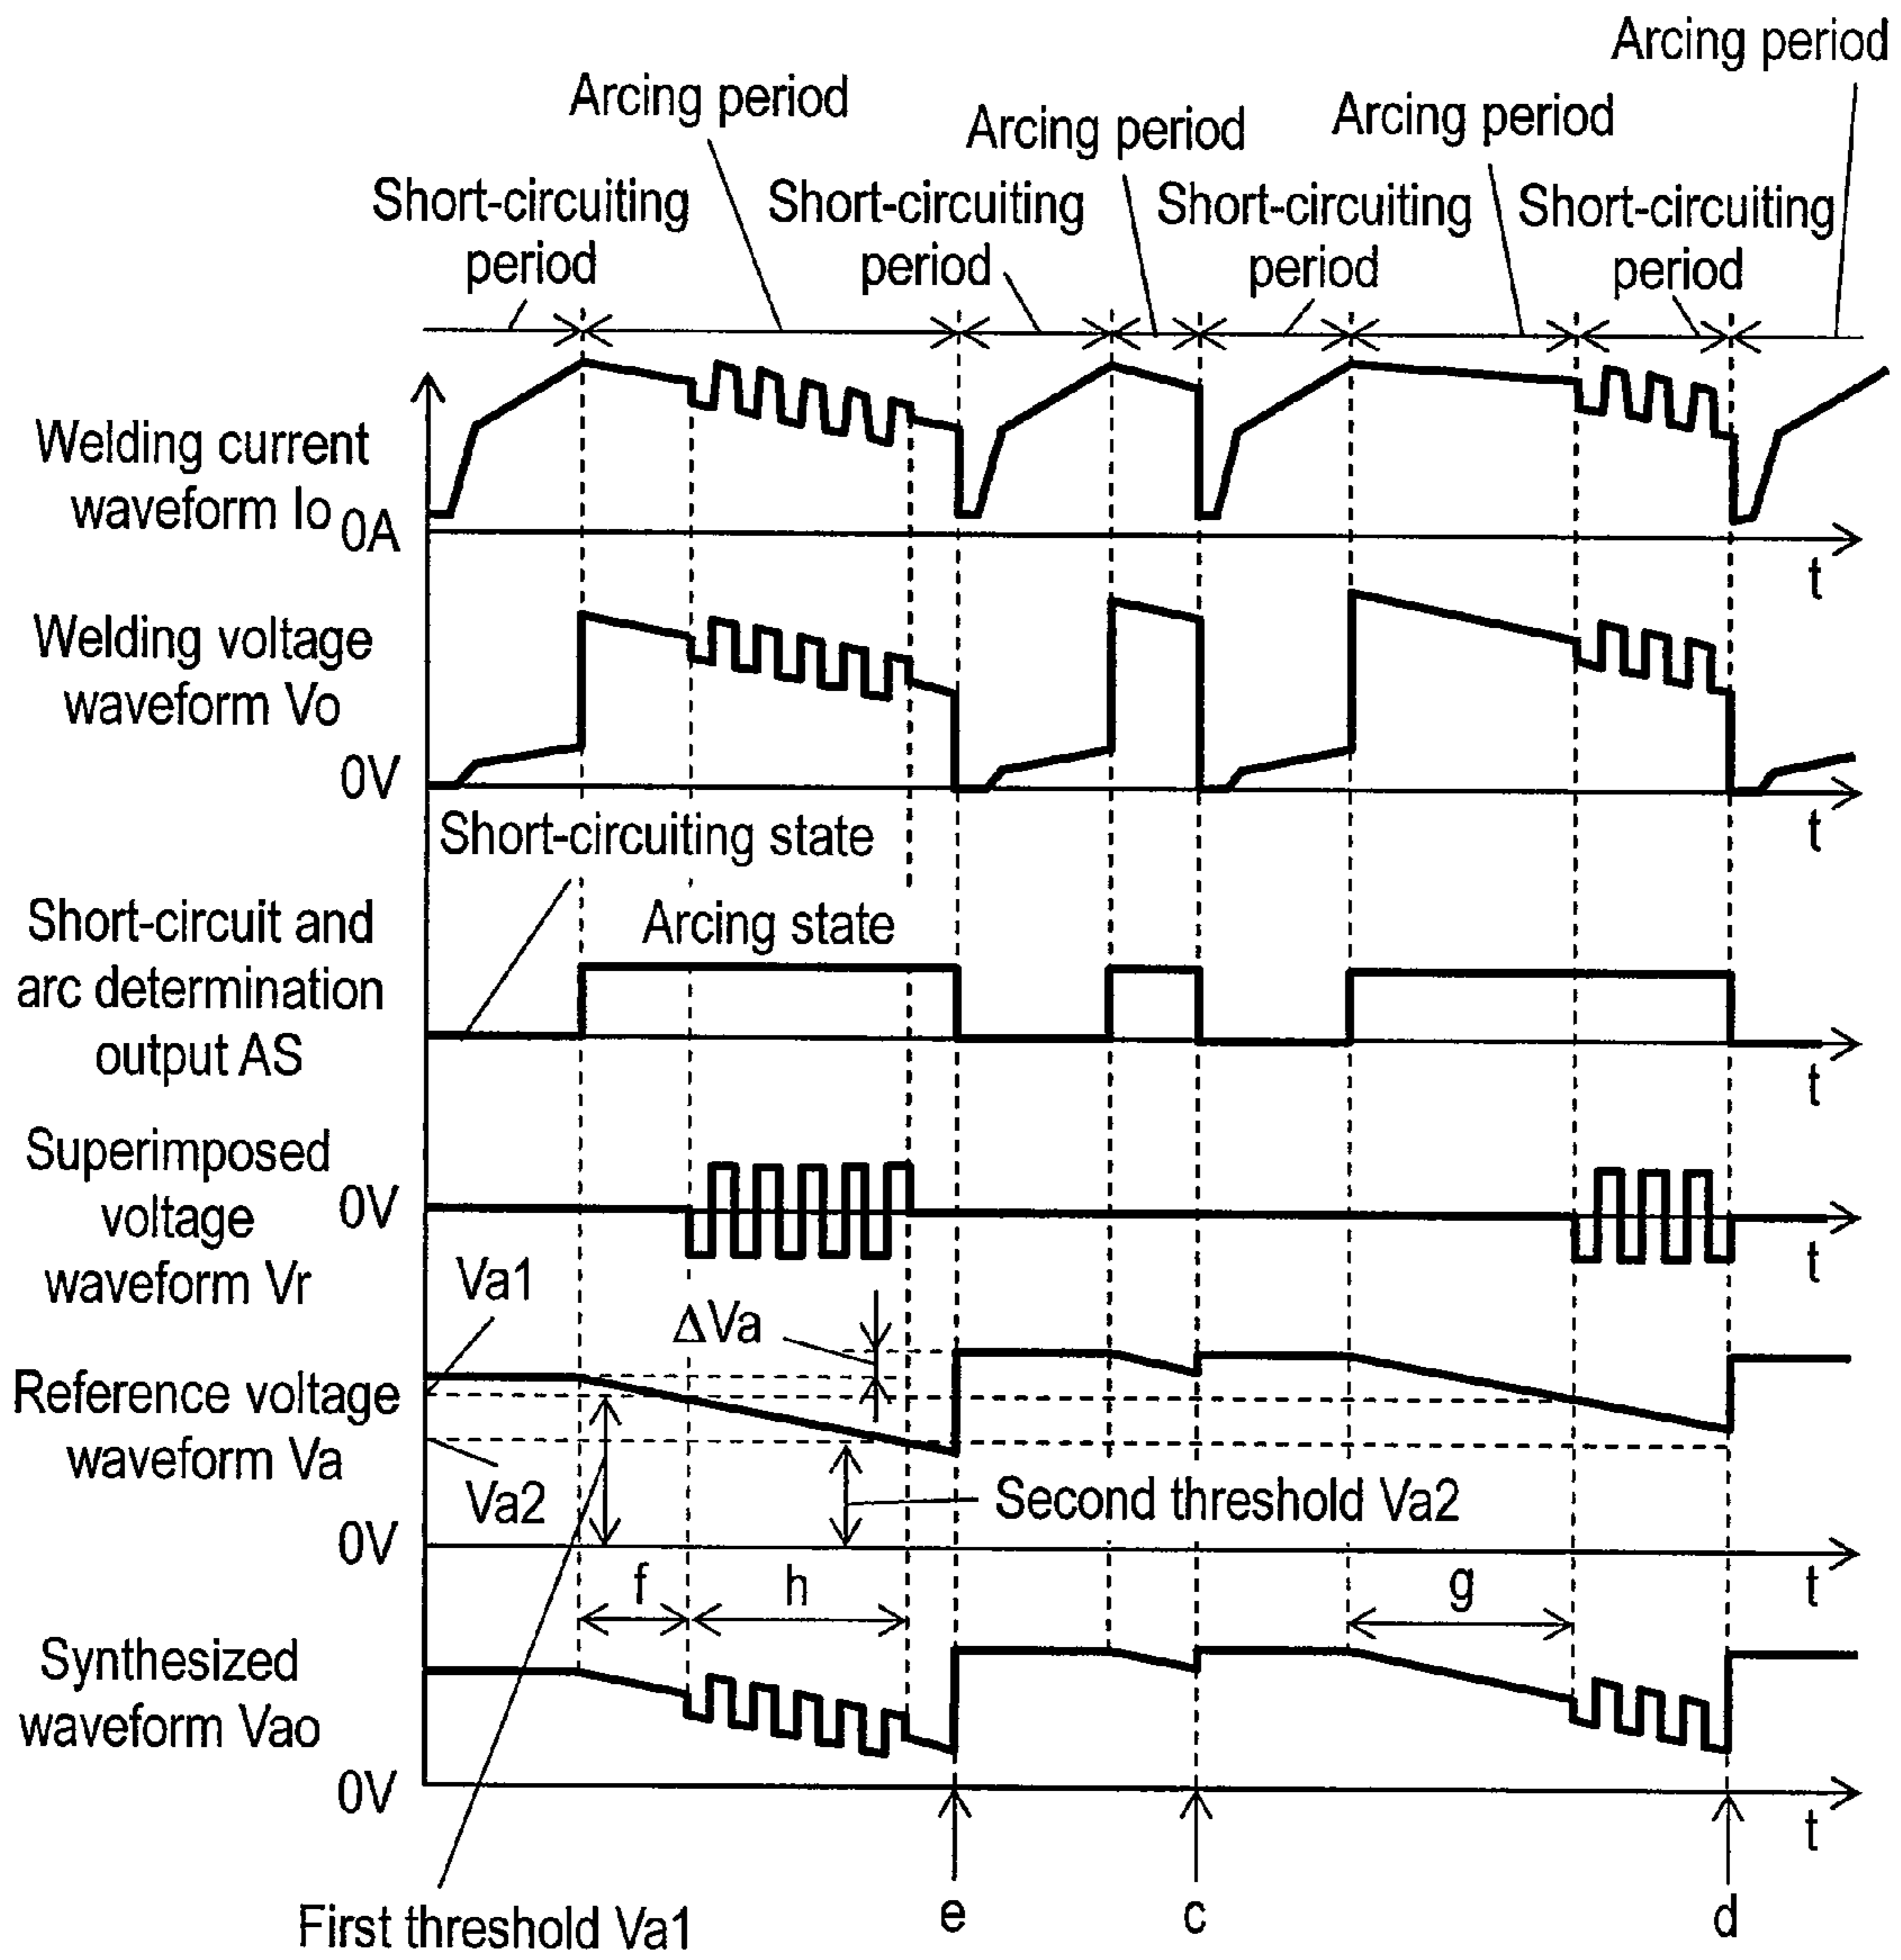 Arcing period
Arcing period
Arcing period
Arcing period
Short-circuiting
period
Short-circuiting
period
Short-circuiting
period
Short-circuiting
period
Welding current
waveform Io
0A
t
Welding voltage
waveform Vo
0V
t
Short-circuiting state
Short-circuit and
arc determination
output AS
Arcing state
t
Superimposed
voltage
waveform Vr
0V
t
Va1
ΔVa
Reference voltage
waveform Va
Va2
Second threshold Va2
0V
t
f
h
g
Synthesized
waveform Vao
0V
t
First threshold Va1
e
c
d